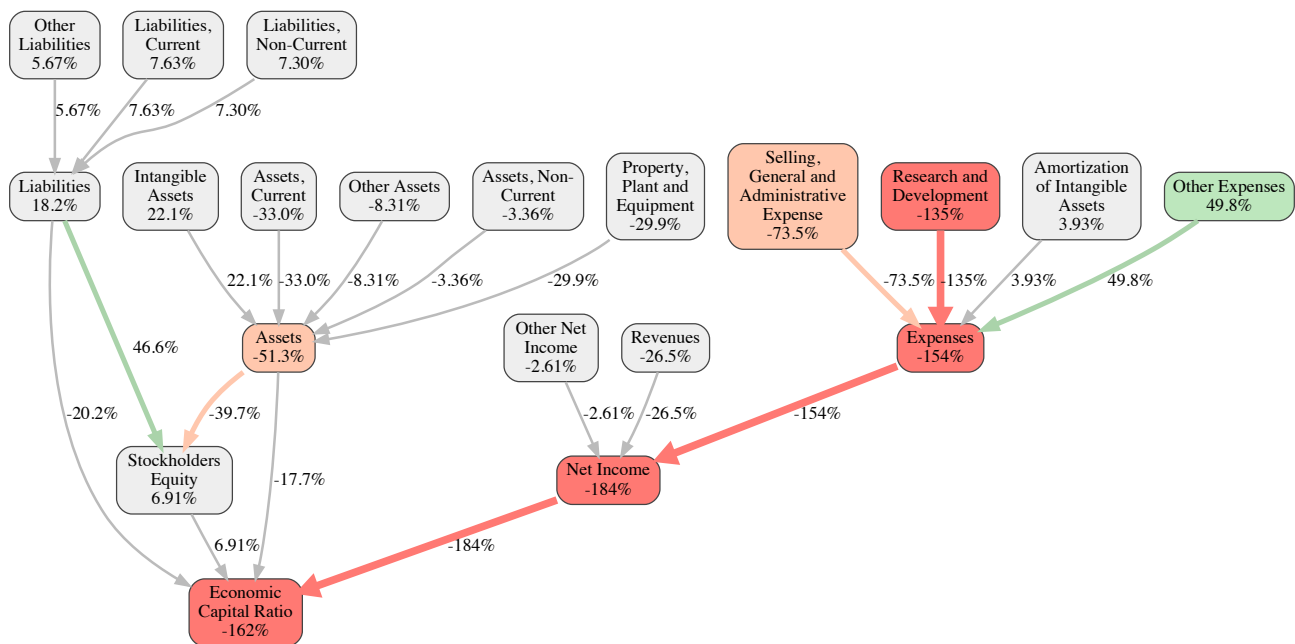 Other
Liabilities
5.67%
Liabilities,
Current
7.63%
Liabilities,
Non-Current
7.30%
5.67%
7.63%
7.30%
Liabilities
18.2%
Intangible
Assets
22.1%
Assets,
Current
-33.0%
Other Assets
-8.31%
Assets, Non-
Current
-3.36%
Property,
Plant and
Equipment
-29.9%
Selling,
General and
Administrative
Expense
-73.5%
Research and
Development
-135%
Amortization
of Intangible
Assets
3.93%
Other Expenses
49.8%
22.1%
-33.0%
-8.31%
-3.36%
-29.9%
-73.5%
-135%
3.93%
49.8%
Assets
-51.3%
Other Net
Income
-2.61%
Revenues
-26.5%
Expenses
-154%
46.6%
-20.2%
-39.7%
-2.61%
-26.5%
-154%
Stockholders
Equity
6.91%
-17.7%
Net Income
-184%
6.91%
-184%
Economic
Capital Ratio
-162%